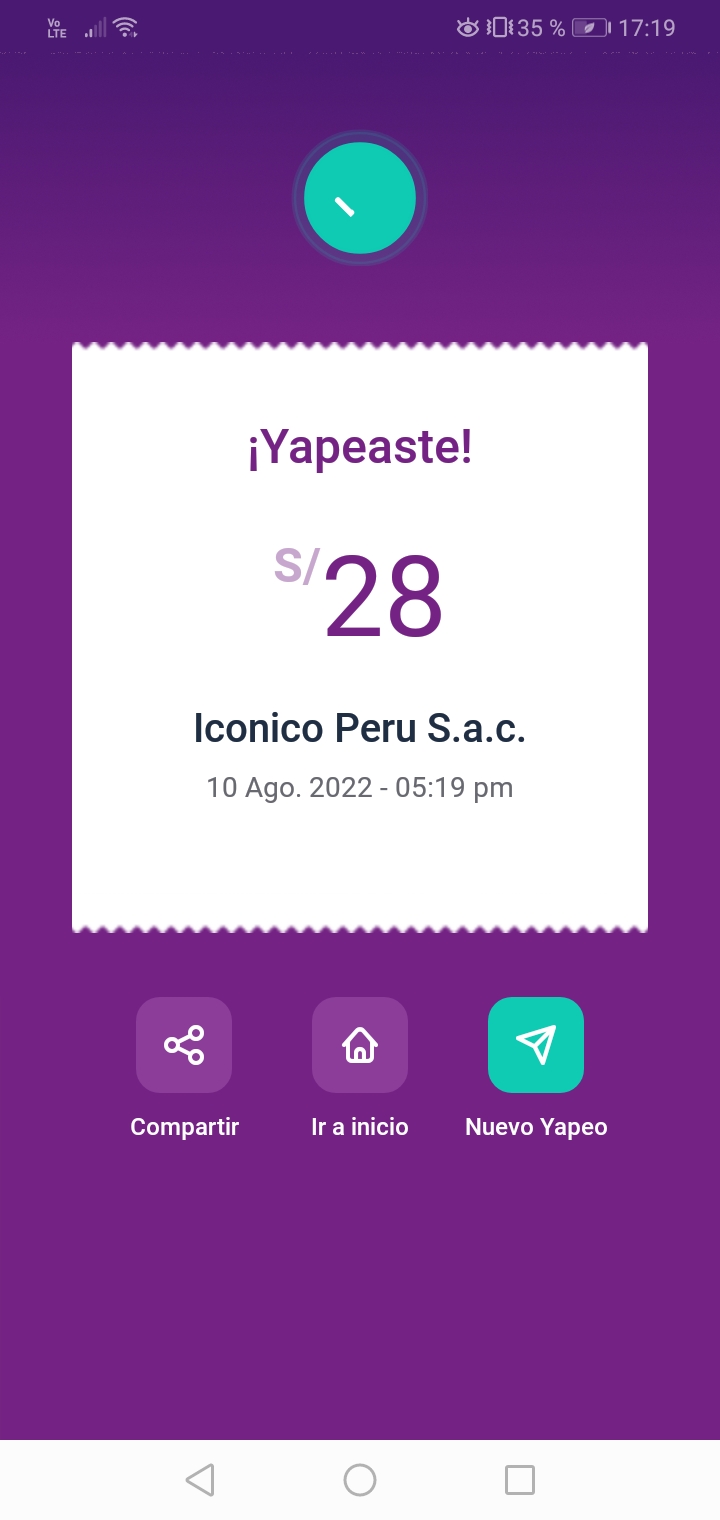 Vo
LTE
35 %
17:19
¡Yapeaste!
S/28
Iconico Peru S.a.c.
10 Ago. 2022 - 05:19 pm
Compartir
Ir a inicio
Nuevo Yapeo